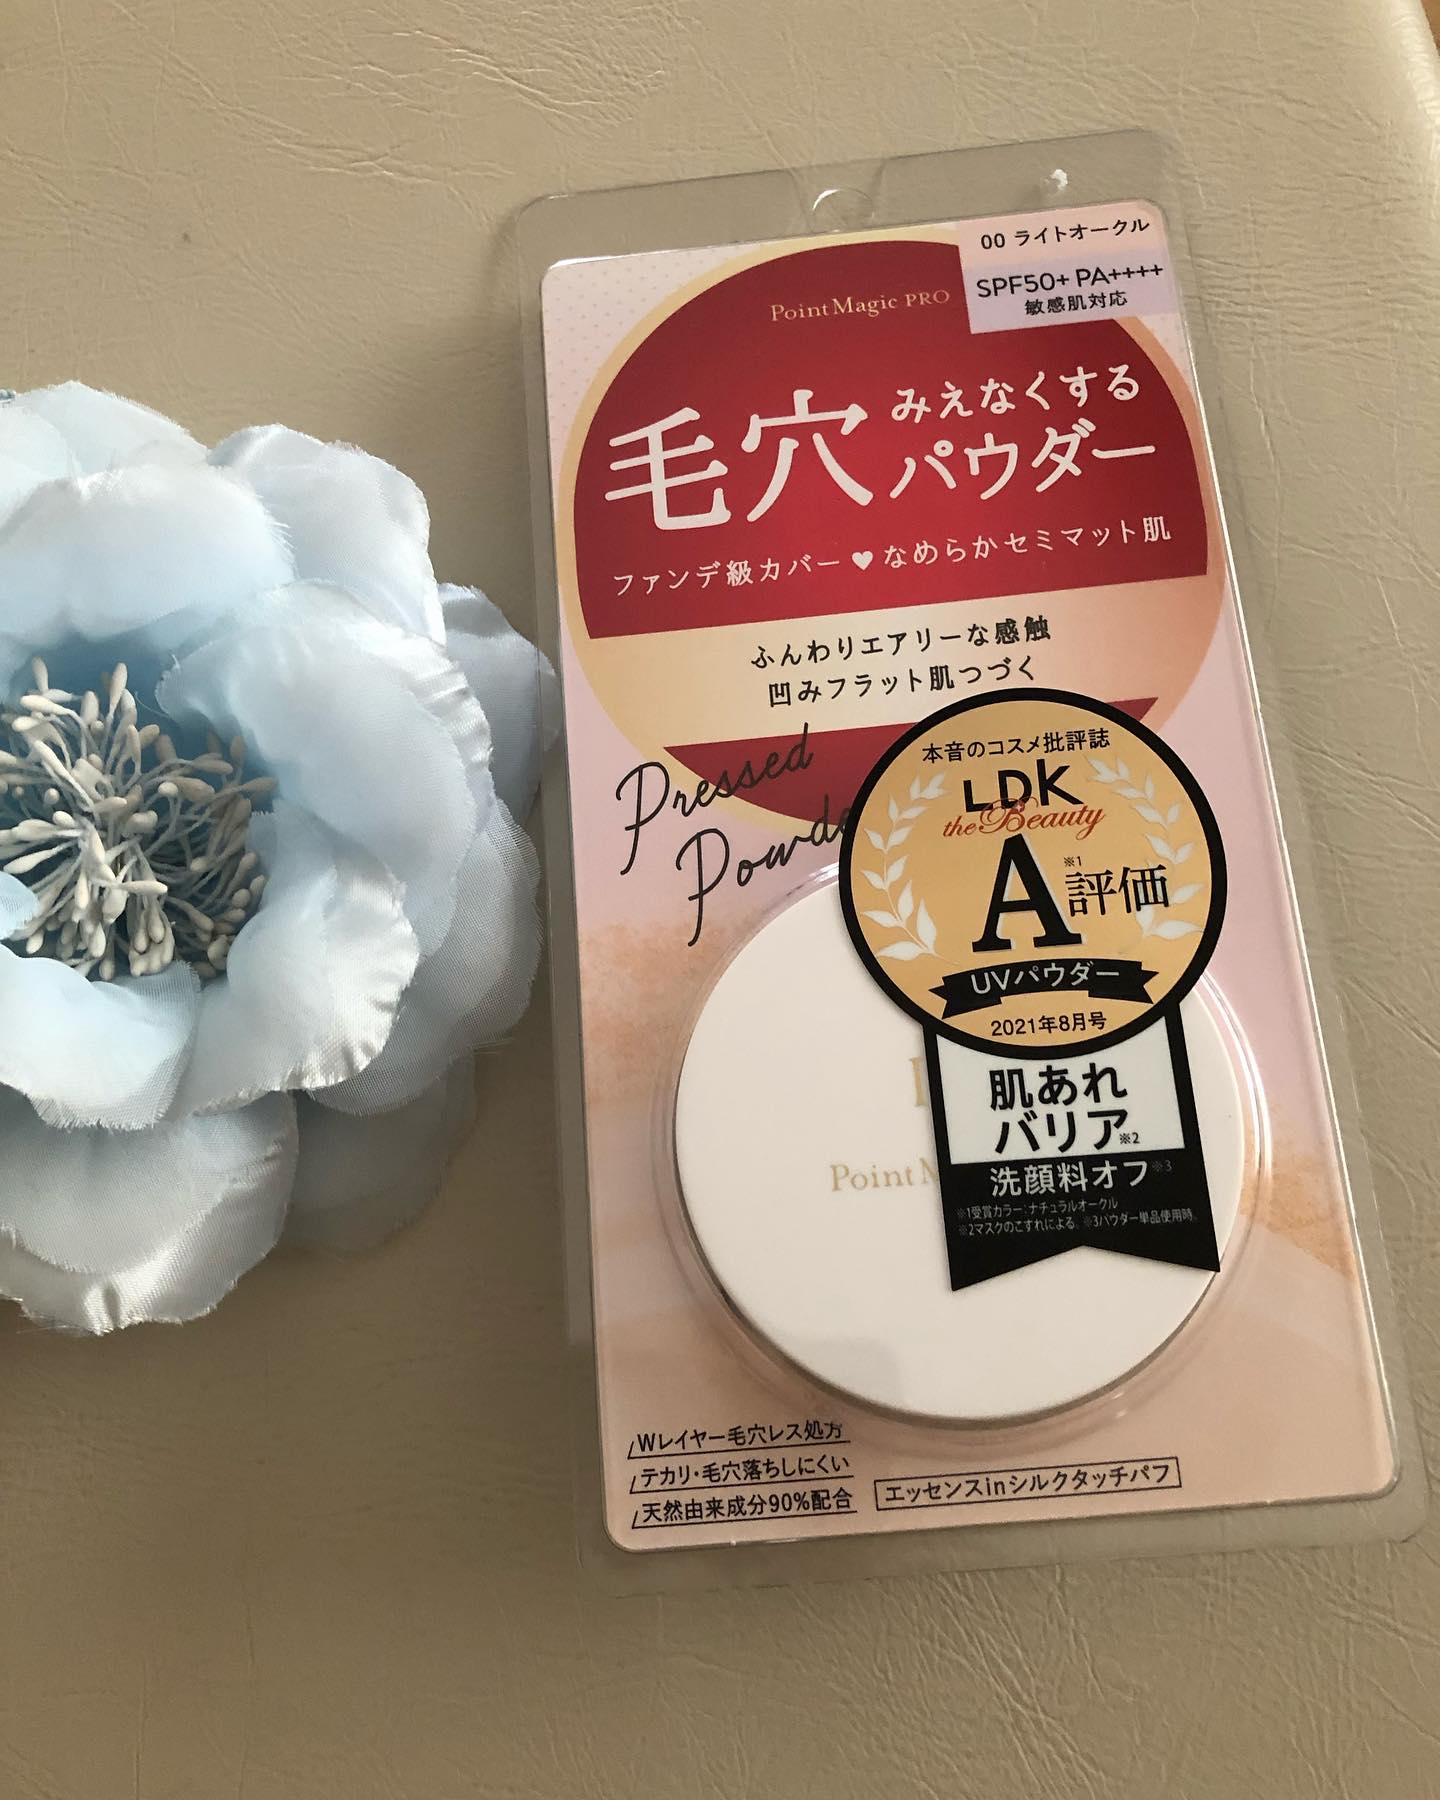 00 ライトオークル
SPF50+ PA++++
敏感肌対応
PointMagic PRO
毛穴みえなくする
パウダー
ファンデ級カバー♥なめらかセミマット肌
ふんわりエアリーな感触
凹みフラット肌つづく
Pressed
本音のコスメ批評誌
LDK
the Beauty
A※1評価
UVパウダー
2021年8月号
肌あれ
バリア※2
洗顔料オフ※3
※1受賞カラー:ナチュラルオークル
※2マスクのこすれによる。※3パウダー単品使用時。
Point
Wレイヤー毛穴レス処方
テカリ・毛穴落ちしにくい
天然由来成分90%配合
エッセンスinシルクタッチパフ